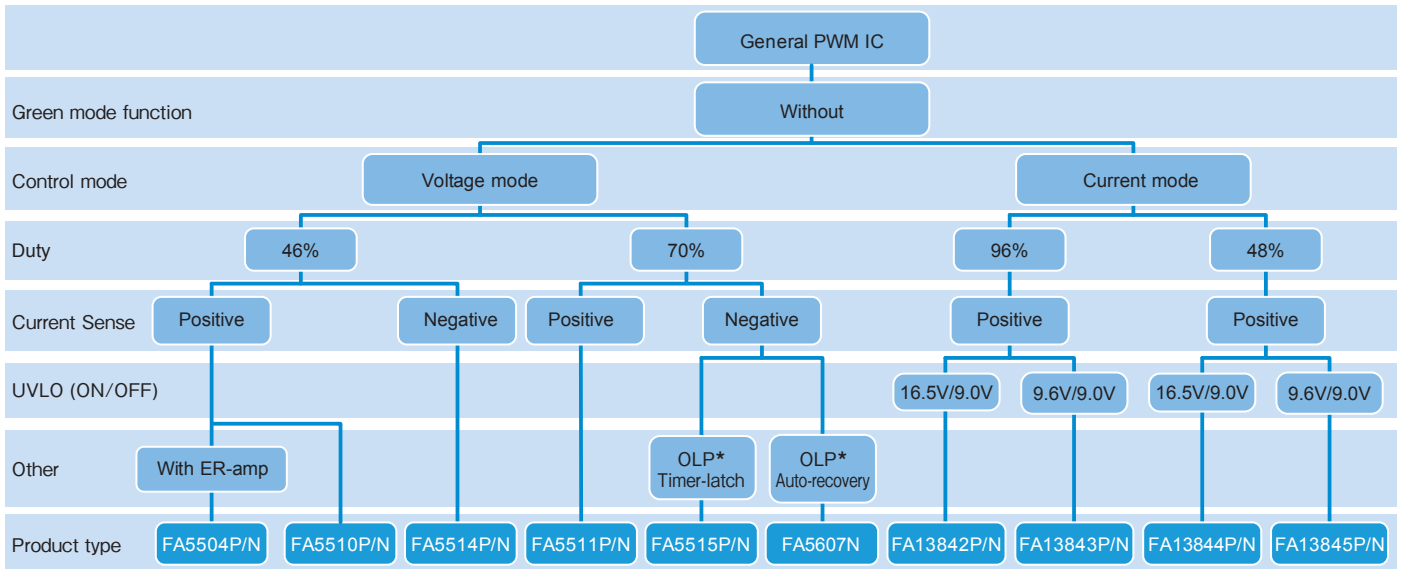 General PWM IC
Green mode function
Without
Control mode
Voltage mode
Current mode
Duty
46%
70%
96%
48%
Current Sense
Positive
Negative
Positive
Negative
Positive
Positive
UVLO (ON/OFF)
16.5V/9.0V
9.6V/9.0V
16.5V/9.0V
9.6V/9.0V
Other
With ER-amp
OLP*
Timer-latch
OLP*
Auto-recovery
Product type
FA5504P/N
FA5510P/N
FA5514P/N
FA5511P/N
FA5515P/N
FA5607N
FA13842P/N
FA13843P/N
FA13844P/N
FA13845P/N